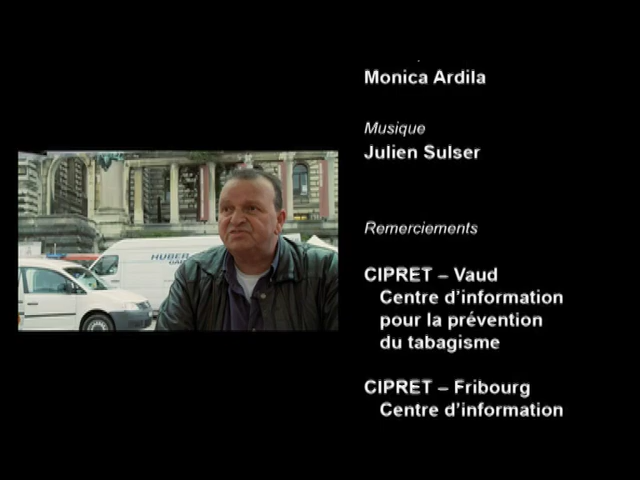 HUBER
Monica Ardila
Musique
Julien Sulser
Remerciements
CIPRET – Vaud
Centre d'information
pour la prévention
du tabagisme
CIPRET – Fribourg
Centre d'information